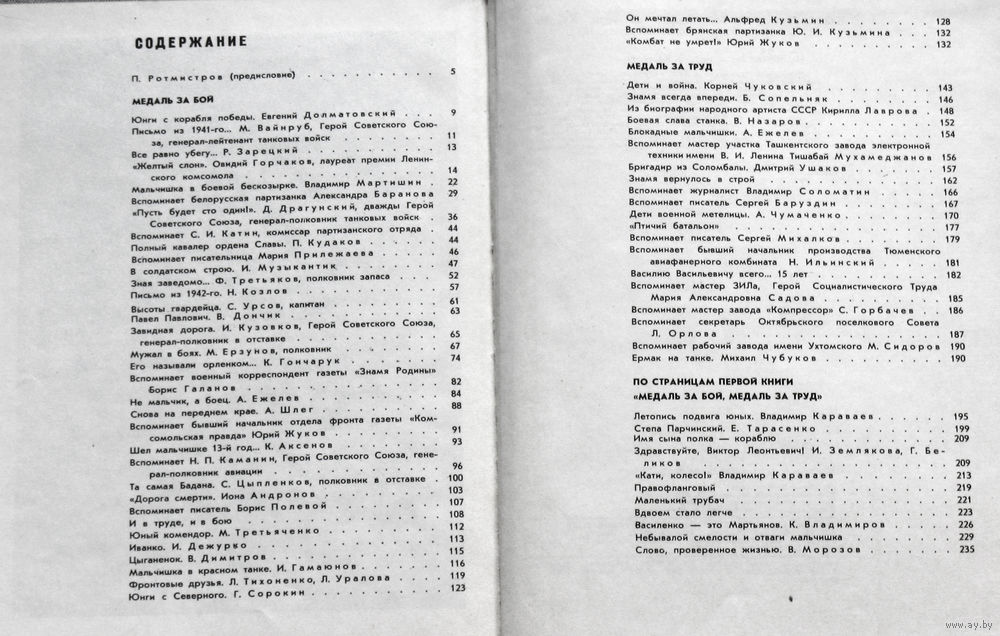 СОДЕРЖАНИЕ
П. Ротмистров (предисловие) . . . . . . . . . . 5
МЕДАЛЬ ЗА БОЙ
Юнги с корабля победы. Евгений Долматовский . . 9
Письмо из 1941-го... М. Вайнруб, Герой Советского Сою-
за, генерал-лейтенант танковых войск . . . . . . 11
Все равно убегу... Р. Зарецкий . . . . . . . . . 13
«Желтый слон». Овидий Горчаков, лауреат премии Ленин-
ского комсомола . . . . . . . . . . . . 14
Мальчишка в боевой бескозырке. Владимир Мартишин . 22
Вспоминает белорусская партизанка Александра Баранова 29
«Пусть будет сто один!». Д. Драгунский, дважды Герой
Советского Союза, генерал-полковник танковых войск . 36
Вспоминает С. И. Катин, комиссар партизанского отряда . 44
Полный кавалер ордена Славы. П. Кудаков . . . . . 44
Вспоминает писательница Мария Прилежаева . . . . 46
В солдатском строю. И. Музыкантик . . . . . . . 47
Зная заведомо... Ф. Третьяков, полковник запаса . . . 52
Письмо из 1942-го. Н. Козлов . . . . . . . . . 57
Высоты гвардейца. С. Урсов, капитан . . . . . . . 61
Павел Павлович. В. Дончик . . . . . . . . . . 63
Завидная дорога. И. Кузовков, Герой Советского Союза,
генерал-полковник в отставке . . . . . . . . . 65
Мужал в боях. М. Ерзунов, полковник . . . . . . . 67
Его называли орленком... К. Гончарук . . . . . . . 74
Вспоминает военный корреспондент газеты «Знамя Родины»
Борис Галанов . . . . . . . . . . . . . 82
Не мальчик, а боец. А. Ежелев . . . . . . . . . 84
Снова на переднем крае. А. Шлег . . . . . . . . 88
Вспоминает бывший начальник отдела фронта газеты «Ком-
сомольская правда» Юрий Жуков . . . . . . . . 91
Шел мальчишке 13-й год... К. Аксенов . . . . . . . 93
Вспоминает Н. П. Каманин, Герой Советского Союза, гене-
рал-полковник авиации . . . . . . . . . . . 96
Та самая Бадана. С. Цыпленков, полковник в отставке . 100
«Дорога смерти». Иона Андронов . . . . . . . . 103
Вспоминает писатель Борис Полевой . . . . . . . 107
И в труде, и в бою . . . . . . . . . . . . 108
Юный комендор. М. Третьяченко . . . . . . . . 112
Иванко. И. Дежурко . . . . . . . . . . . . 113
Цыганенок. В. Димитров . . . . . . . . . . . 115
Мальчишка в красном танке. И. Гамаюнов . . . . . 116
Фронтовые друзья. Л. Тихоненко, Л. Уралова . . . . 119
Юнги с Северного. Г. Сорокин . . . . . . . . . 123
Он мечтал летать... Альфред Кузьмин . . . . . . . 128
Вспоминает брянская партизанка Ю. И. Кузьмина . . . 132
«Комбат не умрет!» Юрий Жуков . . . . . . . . 132
МЕДАЛЬ ЗА ТРУД
Дети и война. Корней Чуковский . . . . . . . . 143
Знамя всегда впереди. Б. Сопельняк . . . . . . . 146
Из биографии народного артиста СССР Кирилла Лаврова . 148
Боевая слава станка. В. Назаров . . . . . . . . 152
Блокадные мальчишки. А. Ежелев . . . . . . . . 154
Вспоминает мастер участка Ташкентского завода электронной
техники имени В. И. Ленина Тишабай Мухамеджанов 156
Бригадир из Соломбалы. Дмитрий Ушаков . . . . . 157
Знамя вернулось в строй . . . . . . . . . . . 162
Вспоминает журналист Владимир Соломатин . . . . . 166
Вспоминает писатель Сергей Баруздин . . . . . . . 167
Дети военной метелицы. А. Чумаченко . . . . . . . 170
«Птичий батальон» . . . . . . . . . . . . . 177
Вспоминает писатель Сергей Михалков . . . . . . . 179
Вспоминает бывший начальник производства Тюменского
авиафанерного комбината Н. Ильинский . . . . . . 181
Василию Васильевичу всего... 15 лет . . . . . . . . 182
Вспоминает мастер ЗИЛа, Герой Социалистического Труда
Мария Александровна Садова . . . . . . . . . 185
Вспоминает мастер завода «Компрессор» С. Горбачев . . 186
Вспоминает секретарь Октябрьского поселкового Совета
Л. Орлова . . . . . . . . . . . . . . 187
Вспоминает рабочий завода имени Ухтомского М. Сидоров 190
Ермак на танке. Михаил Чубуков . . . . . . . . . 190
ПО СТРАНИЦАМ ПЕРВОЙ КНИГИ
«МЕДАЛЬ ЗА БОЙ, МЕДАЛЬ ЗА ТРУД»
Летопись подвига юных. Владимир Караваев . . . . . 195
Степа Парчинский. Е. Тарасенко . . . . . . . . . 199
Имя сына полка — кораблю . . . . . . . . . . 209
Здравствуйте, Виктор Леонтьевич! И. Землякова, Г. Бе-
ликов . . . . . . . . . . . . . . . 209
«Кати, колесо!» Владимир Караваев . . . . . . . . 213
Правофланговый . . . . . . . . . . . . . . 219
Маленький трубач . . . . . . . . . . . . . 221
Вдвоем стало легче . . . . . . . . . . . . . 223
Василенко — это Мартьянов. К. Владимиров . . . . . 226
Небывалой смелости и отваги мальчишка . . . . . . 229
Слово, проверенное жизнью. В. Морозов . . . . . . 235
www.ay.by